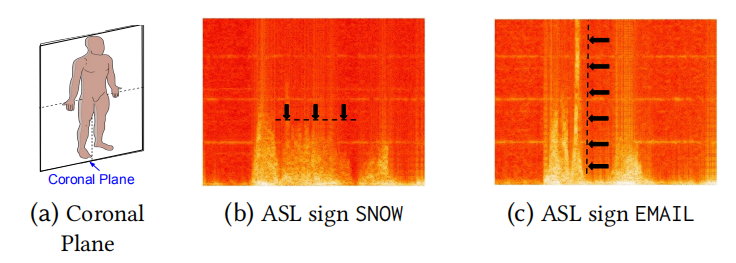 Coronal Plane
(a) Coronal
Plane
(b) ASL sign SNOW
(c) ASL sign EMAIL